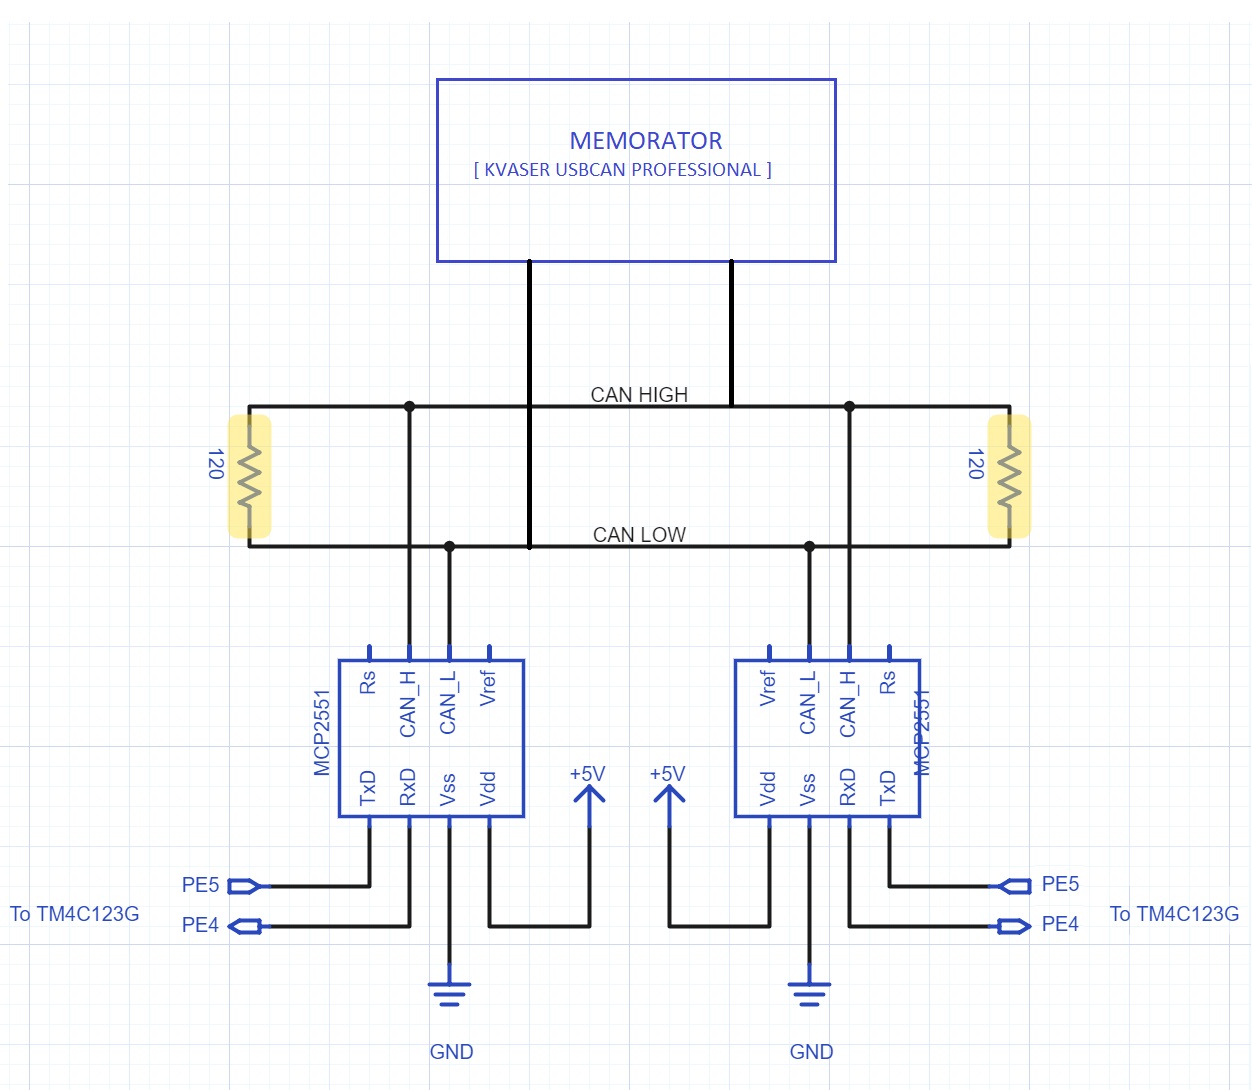 MEMORATOR
[ KVASER USBCAN PROFESSIONAL ]
CAN HIGH
120
120
CAN LOW
MCP2551
Rs
CAN_H
CAN_L
Vref
TxD
RxD
Vss
Vdd
+5V
+5V
Vref
CAN_L
CAN_H
Rs
Vdd
Vss
RxD
TxD
MCP2551
PE5
To TM4C123G
PE4
PE5
To TM4C123G
PE4
GND
GND